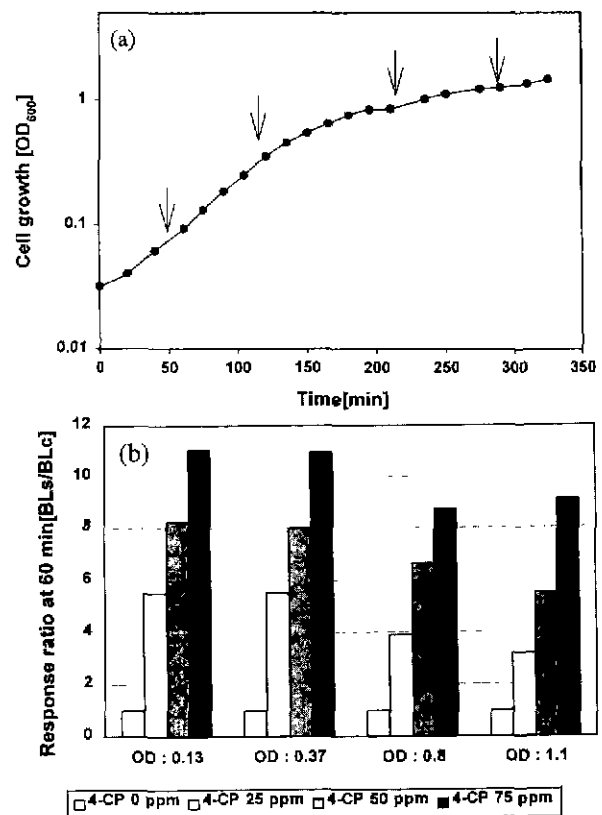 (a)
Cell growth [OD600]
1
0.1
0.01
0 50 100 150 200 250 300 350
Time[min]
(b)
Response ratio at 60 min[BLs/BLc]
12
10
8
6
4
2
0
OD : 0.13 OD : 0.37 OD : 0.8 OD : 1.1
4-CP 0 ppm 4-CP 25 ppm 4-CP 50 ppm 4-CP 75 ppm